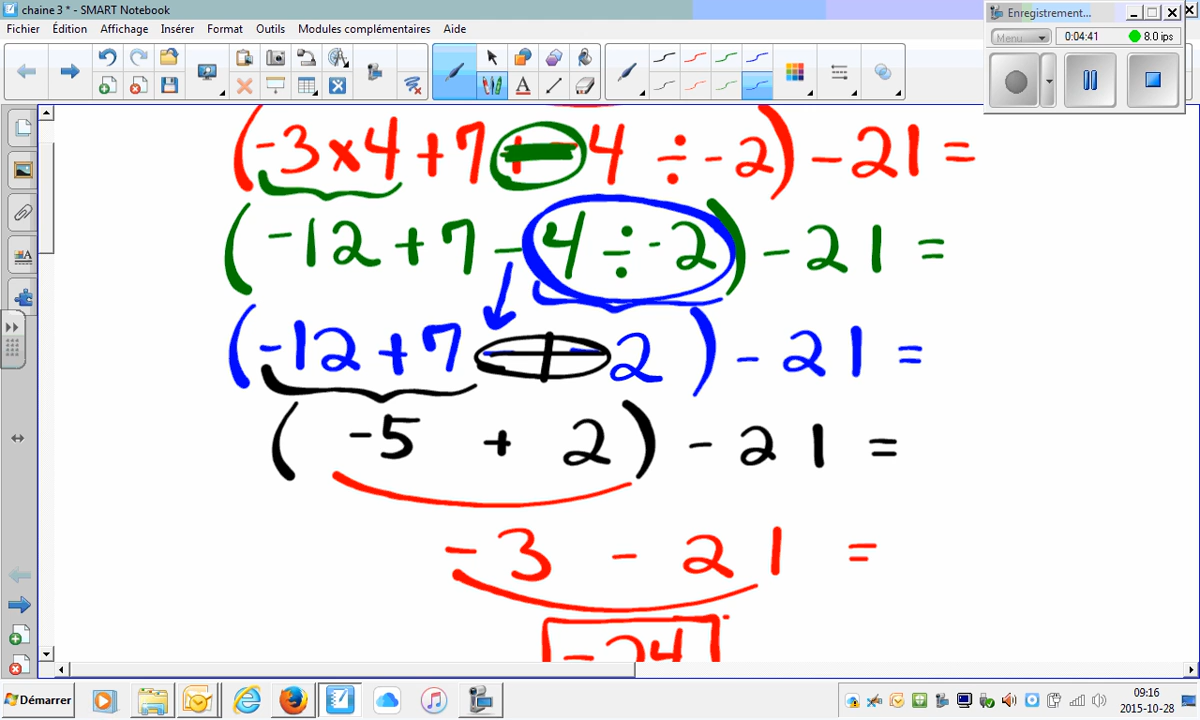 chaine 3 * - SMART Notebook
Fichier Édition Affichage Insérer Format Outils Modules complémentaires Aide
Enregistrement...
Menu 0:04:41 8.0 ips
(-3×4+7+-4÷-2)-21=
(-12+7-4÷-2)-21=
(-12+7--2)-21=
(-5+2)-21=
-3-21=
-24
Démarrer
09:16
2015-10-28